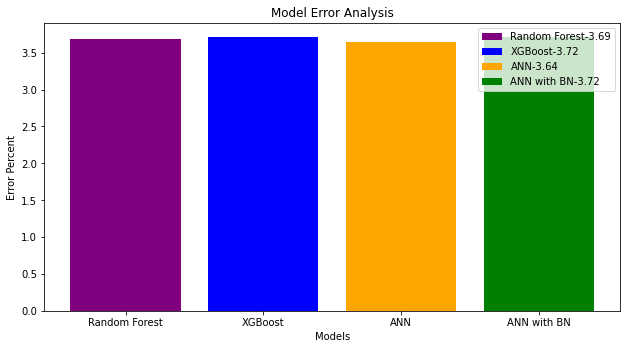 Model Error Analysis
Random Forest-3.69
XGBoost-3.72
ANN-3.64
ANN with BN-3.72
Error Percent
3.5
3.0
2.5
2.0
1.5
1.0
0.5
0.0
Random Forest
XGBoost
ANN
ANN with BN
Models